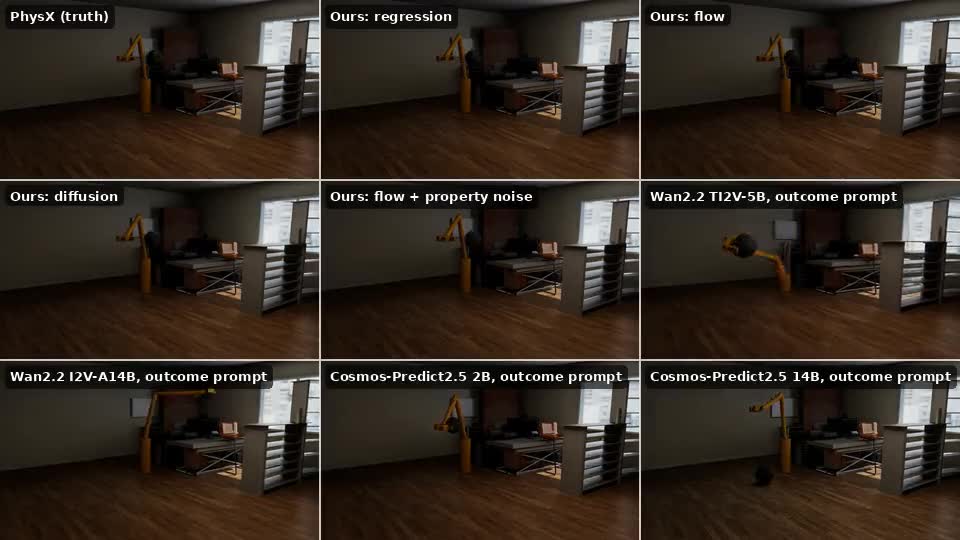 PhysX (truth)
Ours: regression
Ours: flow
Ours: diffusion
Ours: flow + property noise
Wan2.2 TI2V-5B, outcome prompt
Wan2.2 I2V-A14B, outcome prompt
Cosmos-Predict2.5 2B, outcome prompt
Cosmos-Predict2.5 14B, outcome prompt